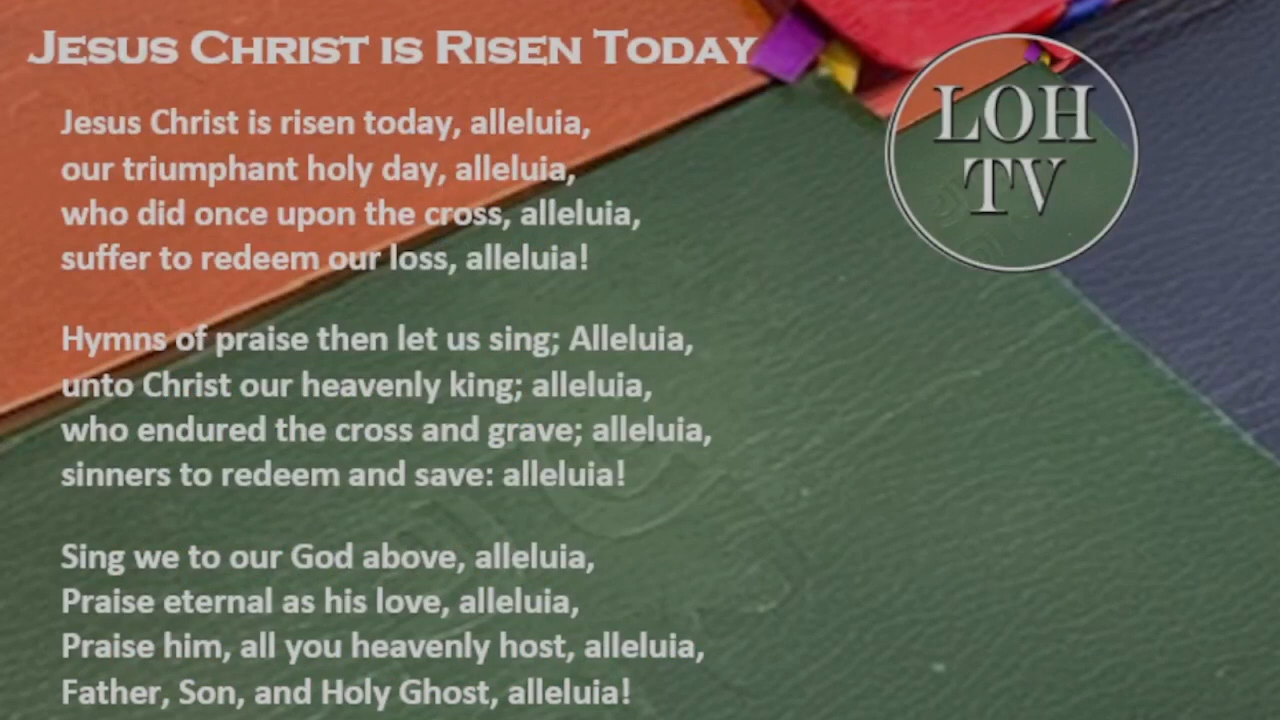 Jesus Christ is Risen Today
LOH
TV
Jesus Christ is risen today, alleluia,
our triumphant holy day, alleluia,
who did once upon the cross, alleluia,
suffer to redeem our loss, alleluia!
Hymns of praise then let us sing; Alleluia,
unto Christ our heavenly king; alleluia,
who endured the cross and grave; alleluia,
sinners to redeem and save: alleluia!
Sing we to our God above, alleluia,
Praise eternal as his love, alleluia,
Praise him, all you heavenly host, alleluia,
Father, Son, and Holy Ghost, alleluia!